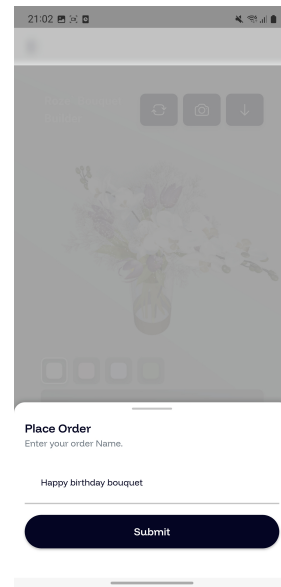 21:02
Place Order
Enter your order Name.
Happy birthday bouquet
Submit